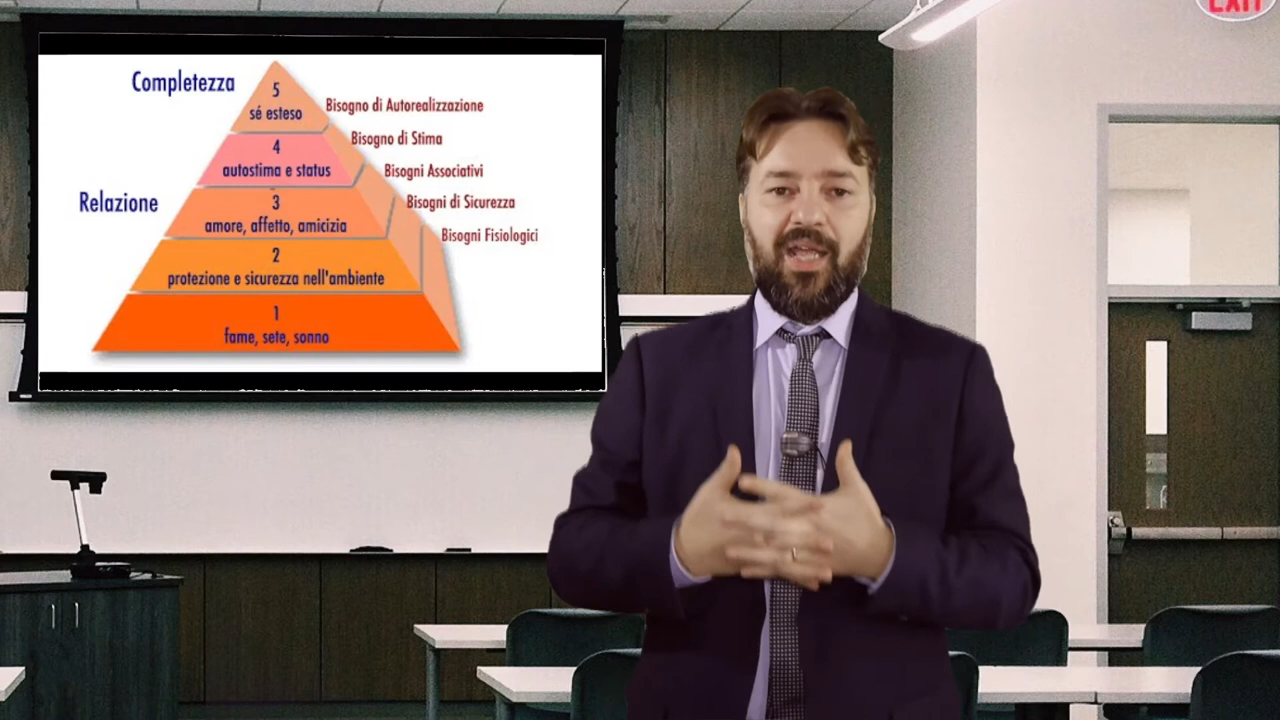 Completezza
5
sé esteso
Bisogno di Autorealizzazione
4
autostima e status
Bisogno di Stima
Bisogni Associativi
Relazione
3
amore, affetto, amicizia
Bisogni di Sicurezza
2
protezione e sicurezza nell'ambiente
Bisogni Fisiologici
1
fame, sete, sonno
EXIT